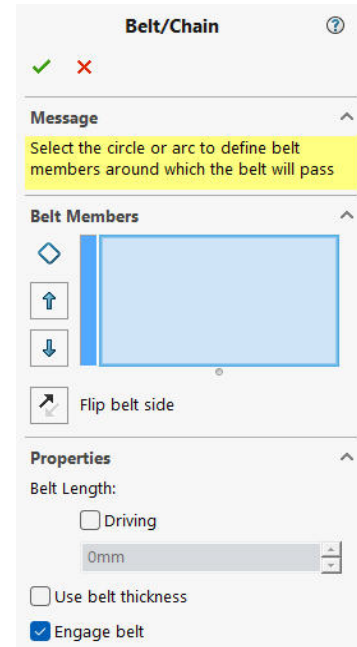 Belt/Chain
?
Message
Select the circle or arc to define belt
members around which the belt will pass
Belt Members
Flip belt side
Properties
Belt Length:
Driving
0mm
Use belt thickness
Engage belt